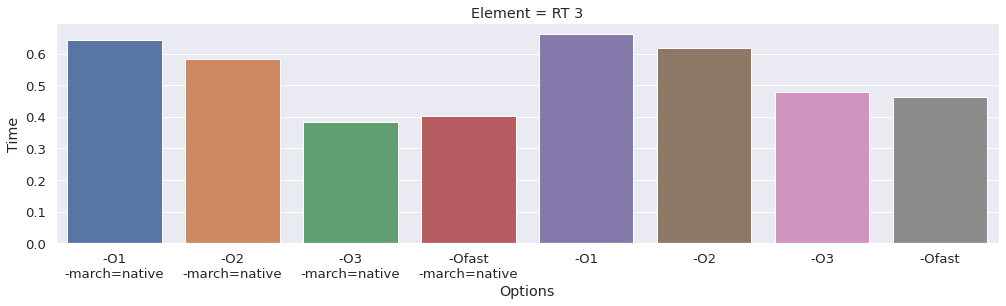 Element = RT 3
Time
0.6
0.5
0.4
0.3
0.2
0.1
0.0
-O1
-march=native
-O2
-march=native
-O3
-march=native
-Ofast
-march=native
-O1
-O2
-O3
-Ofast
Options